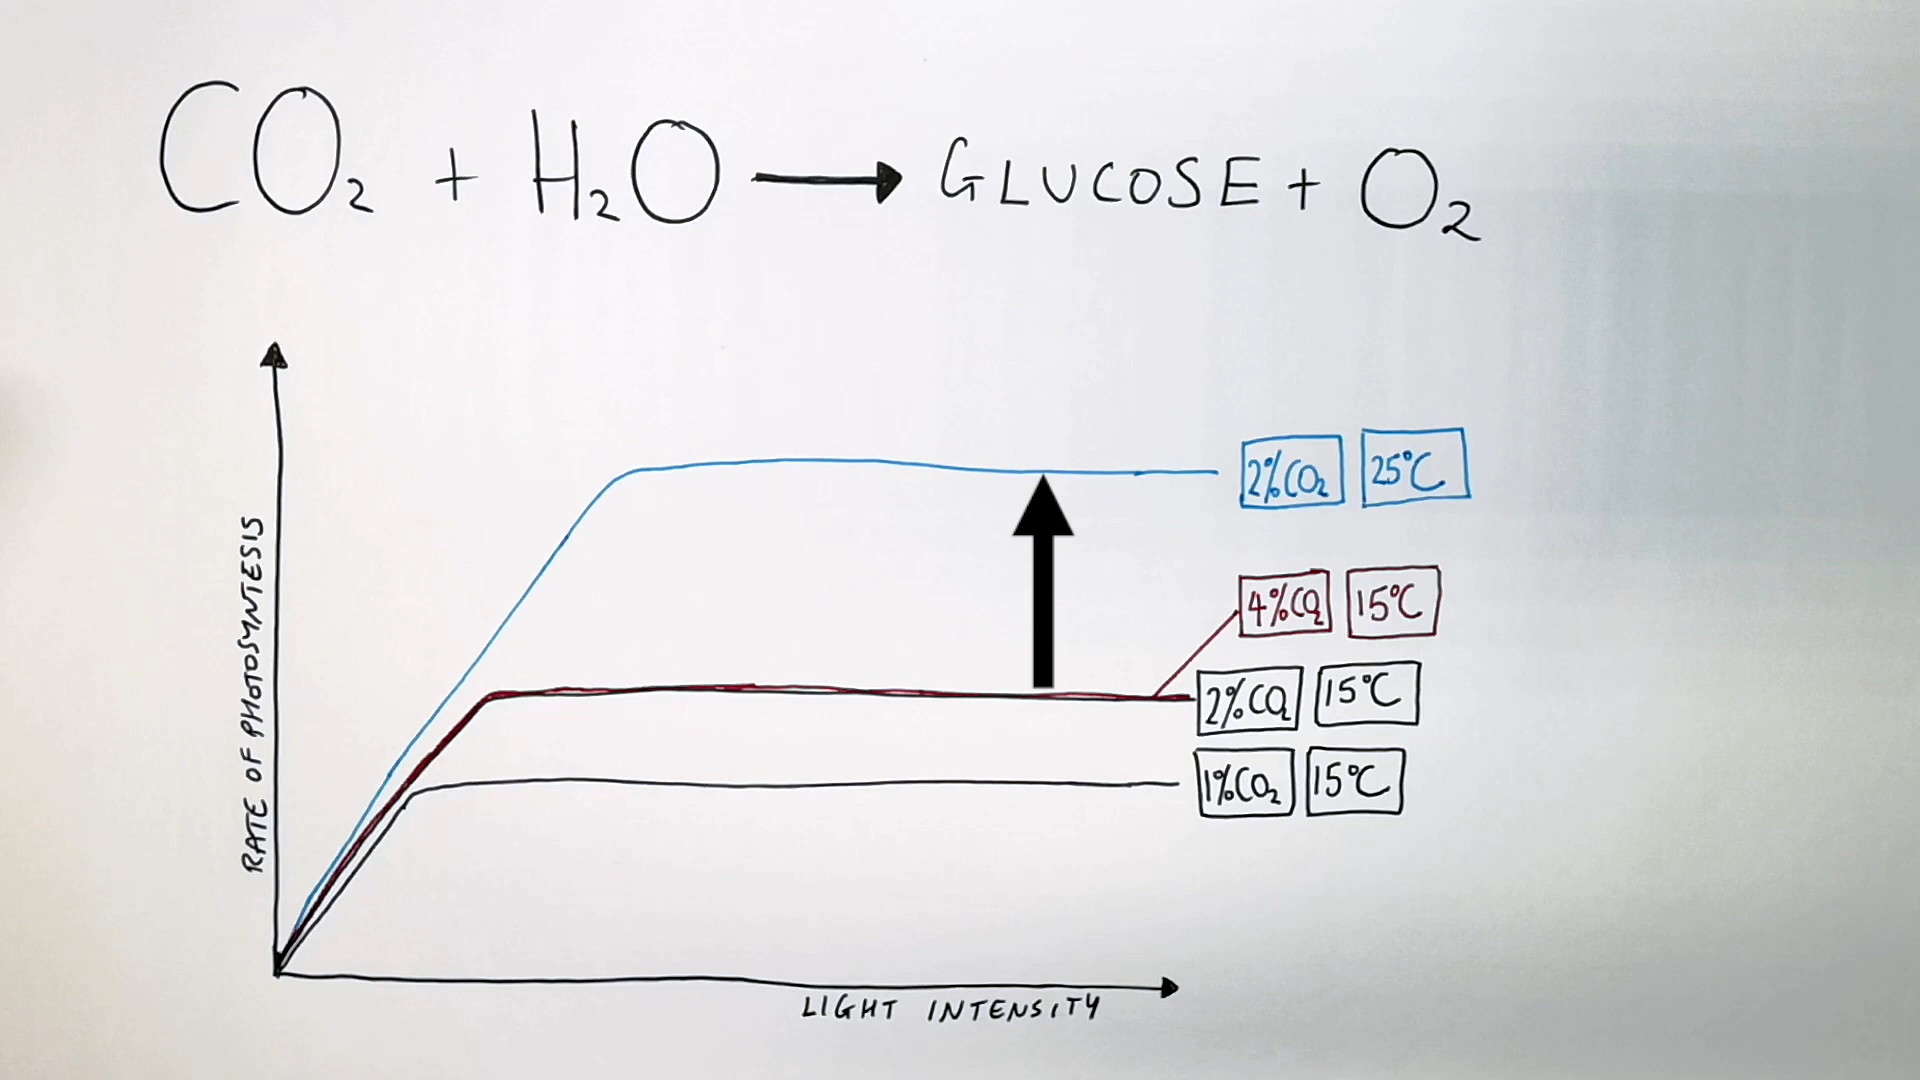 CO₂ + H₂O → GLUCOSE + O₂
2% CO₂ 25°C
4% CO₂ 15°C
2% CO₂ 15°C
1% CO₂ 15°C
RATE OF PHOTOSYNTESIS
LIGHT INTENSITY